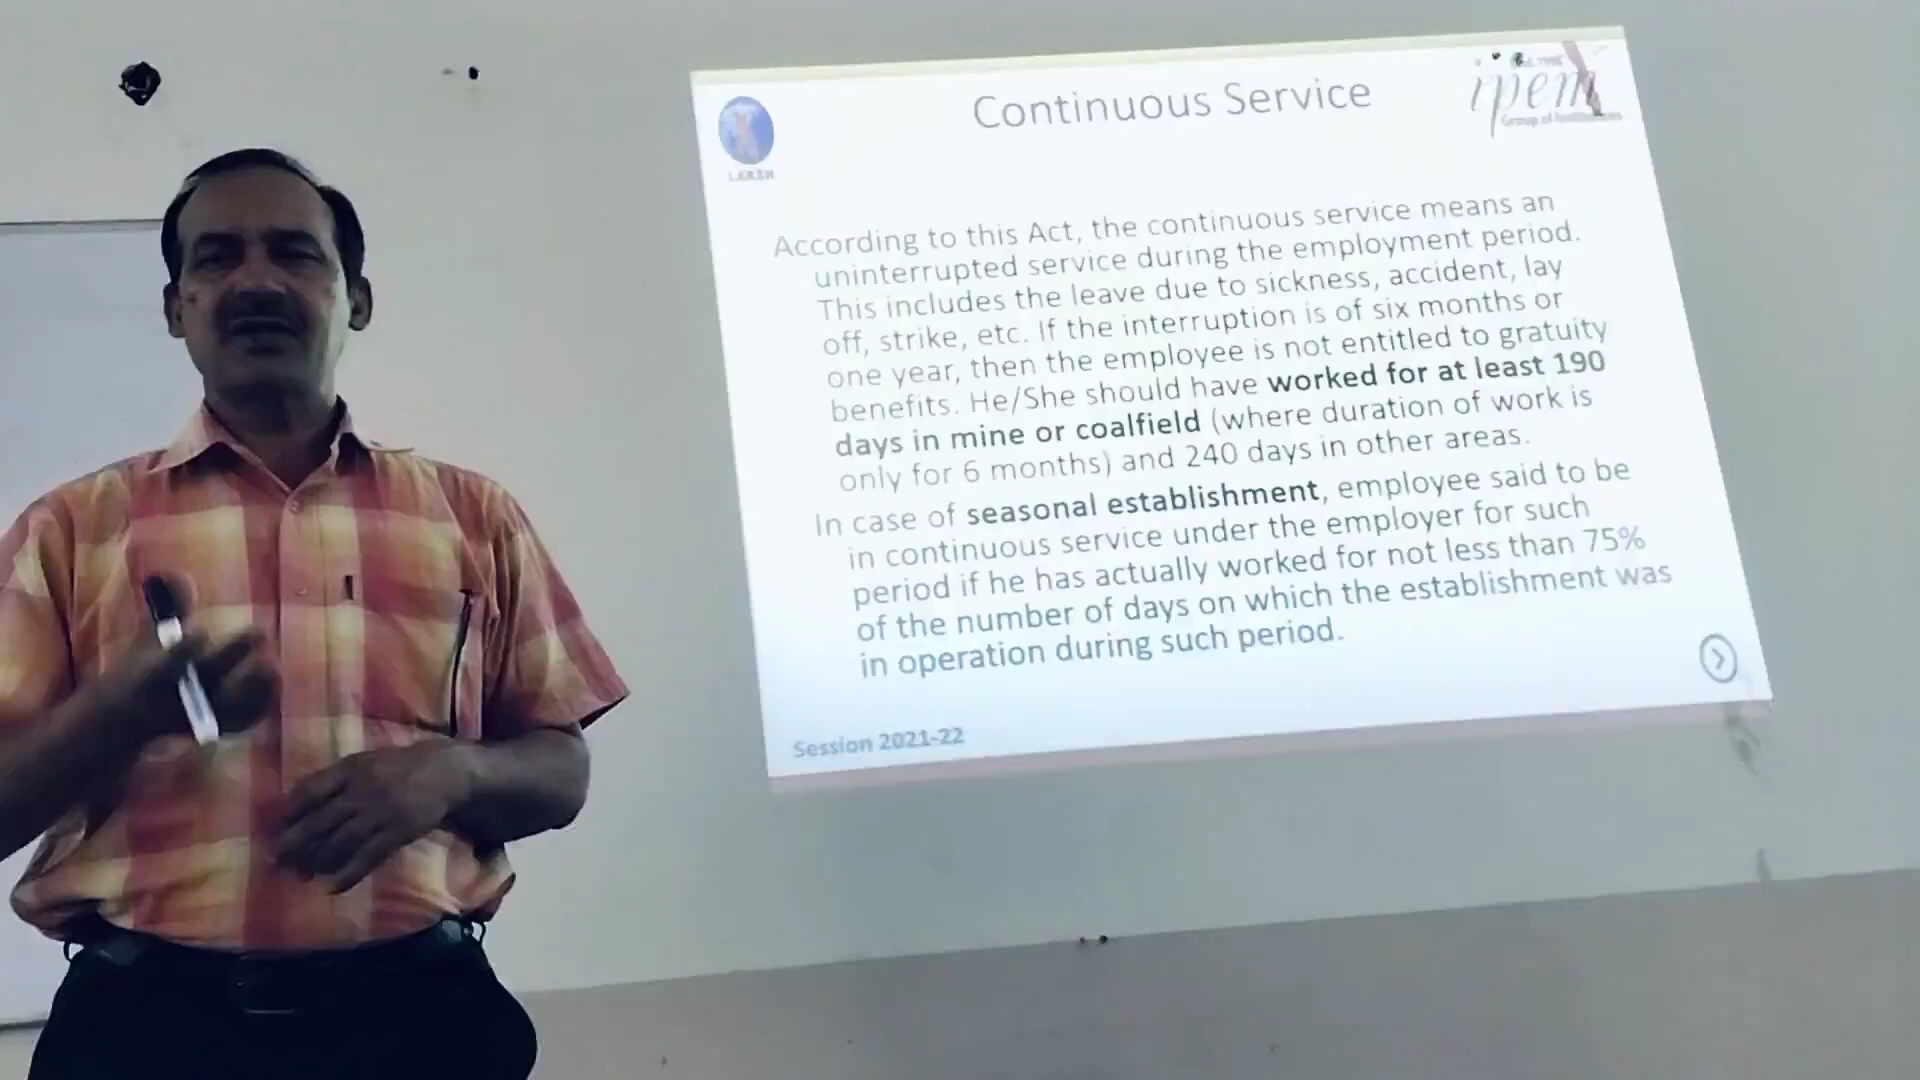 Continuous Service
ipem
Group of Institutions
According to this Act, the continuous service means an
uninterrupted service during the employment period.
This includes the leave due to sickness, accident, lay
off, strike, etc. If the interruption is of six months or
one year, then the employee is not entitled to gratuity
benefits. He/She should have worked for at least 190
days in mine or coalfield (where duration of work is
only for 6 months) and 240 days in other areas.
In case of seasonal establishment, employee said to be
in continuous service under the employer for such
period if he has actually worked for not less than 75%
of the number of days on which the establishment was
in operation during such period.
Session 2021-22